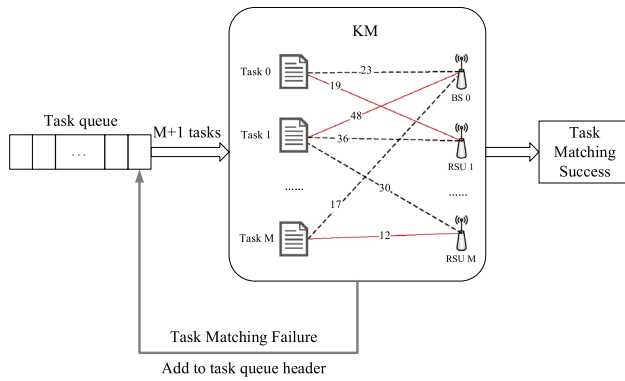 KM
Task 0
23
19
BS 0
Task queue
M+1 tasks
...
48
Task 1
36
RSU 1
Task
Matching
Success
......
30
......
17
Task M
12
RSU M
Task Matching Failure
Add to task queue header